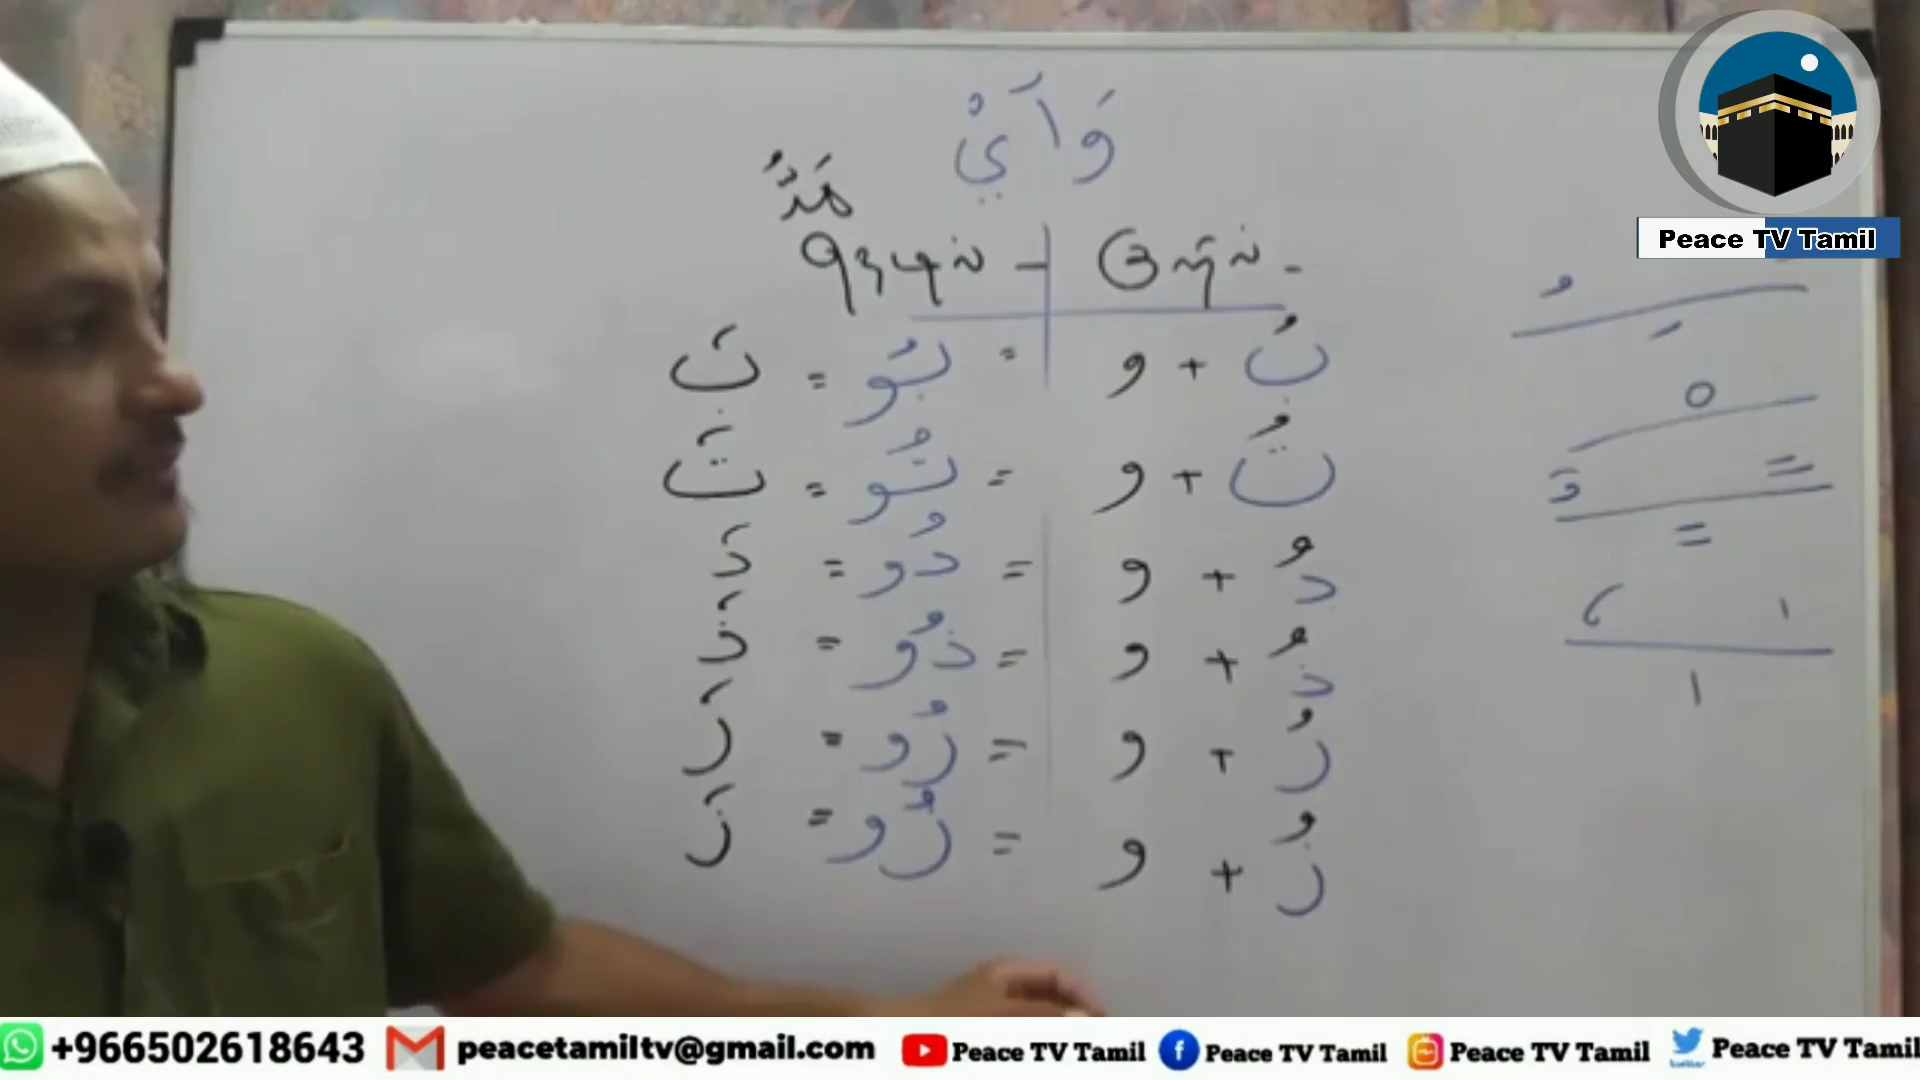 Peace TV Tamil
وَ آ يْ
مَدٌّ
நெடில் - குறில் -
بُ + و = بُو = بَ
تُ + و = تُو = تَ
دُ + و = دُو = دَ
ذُ + و = ذُو = ذَ
رُ + و = رُو = رَ
زُ + و = زُو = زَ
+966502618643 peacetamiltv@gmail.com Peace TV Tamil Peace TV Tamil Peace TV Tamil Peace TV Tamil